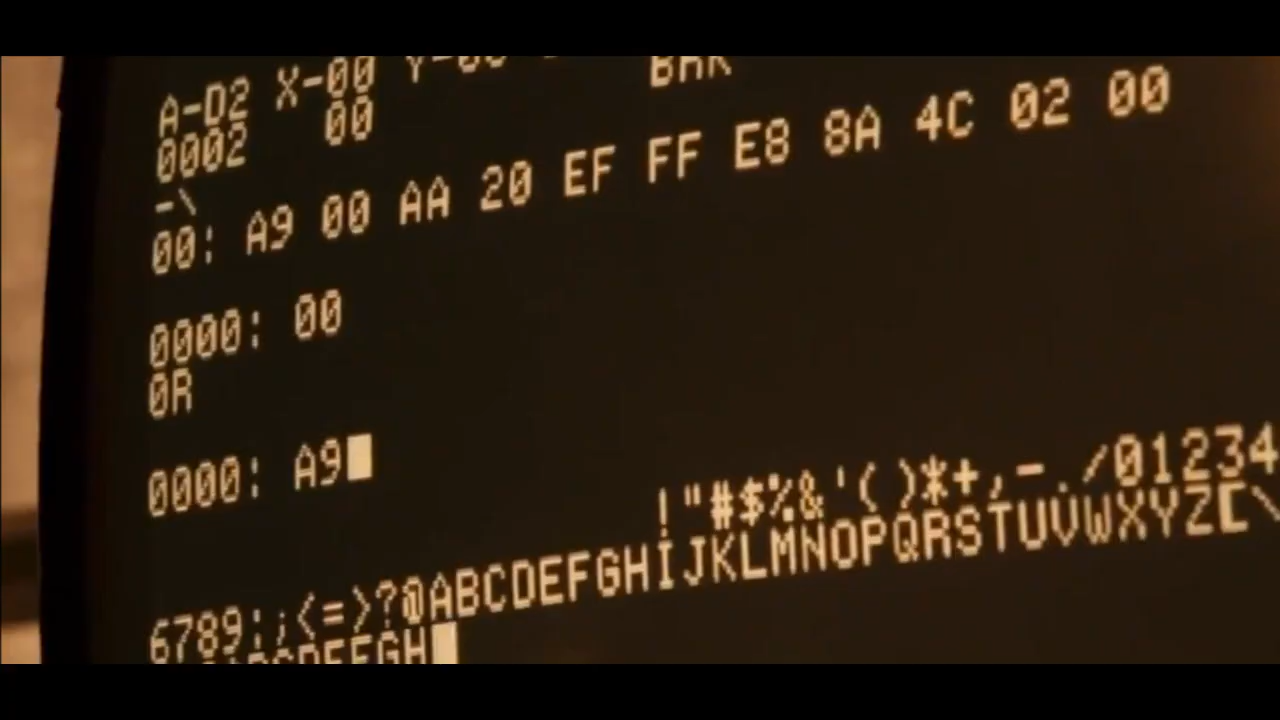 A-D2 X-00 Y-00
BRK
0002 00
-\
00: A9 00 AA 20 EF FF E8 8A 4C 02 00
0000: 00
0R
0000: A9
!"#$%&'()*+,-./01234
6789:;<=>?@ABCDEFGHIJKLMNOPQRSTUVWXYZ[\